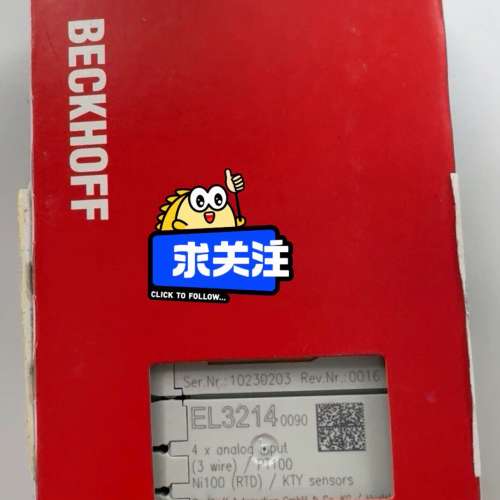 BECKHOFF
求关注
CLICK TO FOLLOW...
Ser.Nr.: 10230203 Rev.Nr.: 0016
EL3214 0090
4 x analog input
(3 wire) / Pt100
Ni100 (RTD) / KTY sensors